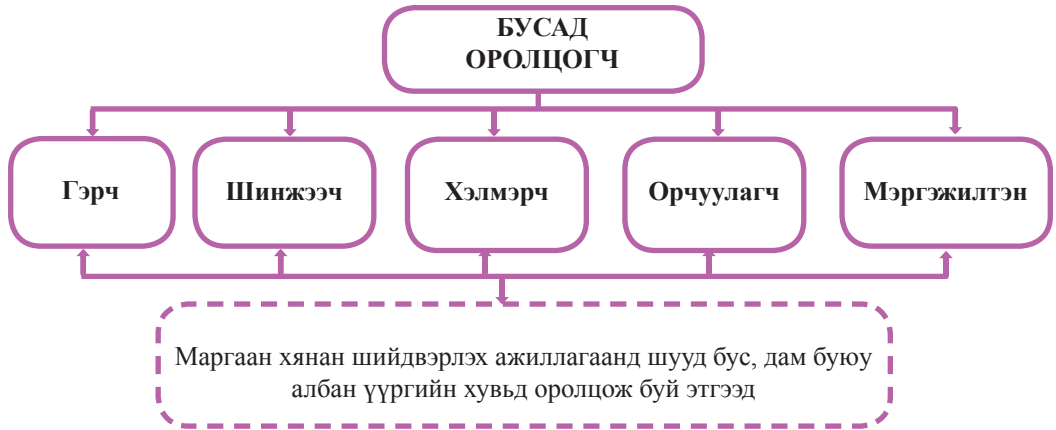 БУСАД
ОРОЛЦОГЧ
Гэрч
Шинжээч
Хэлмэрч
Орчуулагч
Мэргэжилтэн
Маргаан хянан шийдвэрлэх ажиллагаанд шууд бус, дам буюу
албан үүргийн хувьд оролцож буй этгээд